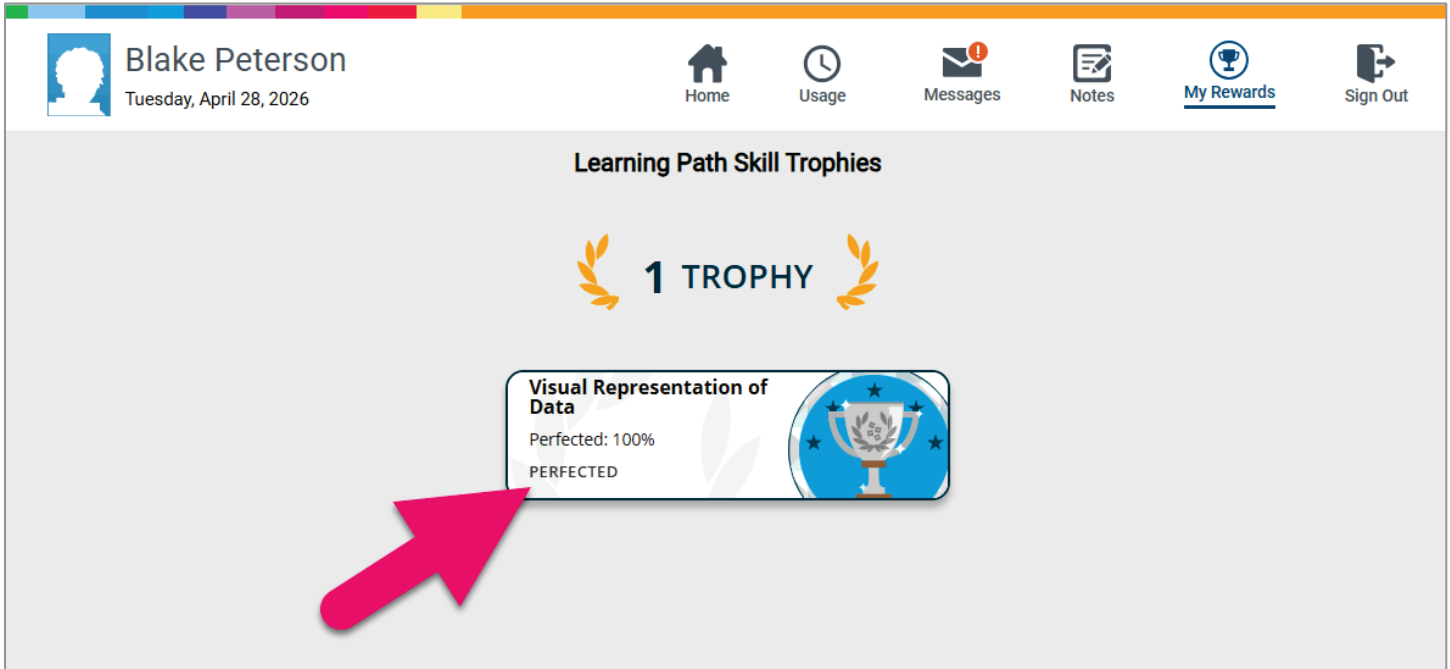 Blake Peterson
Tuesday, April 28, 2026
Home
Usage
!
Messages
Notes
My Rewards
Sign Out
Learning Path Skill Trophies
1 TROPHY
Visual Representation of
Data
Perfected: 100%
PERFECTED